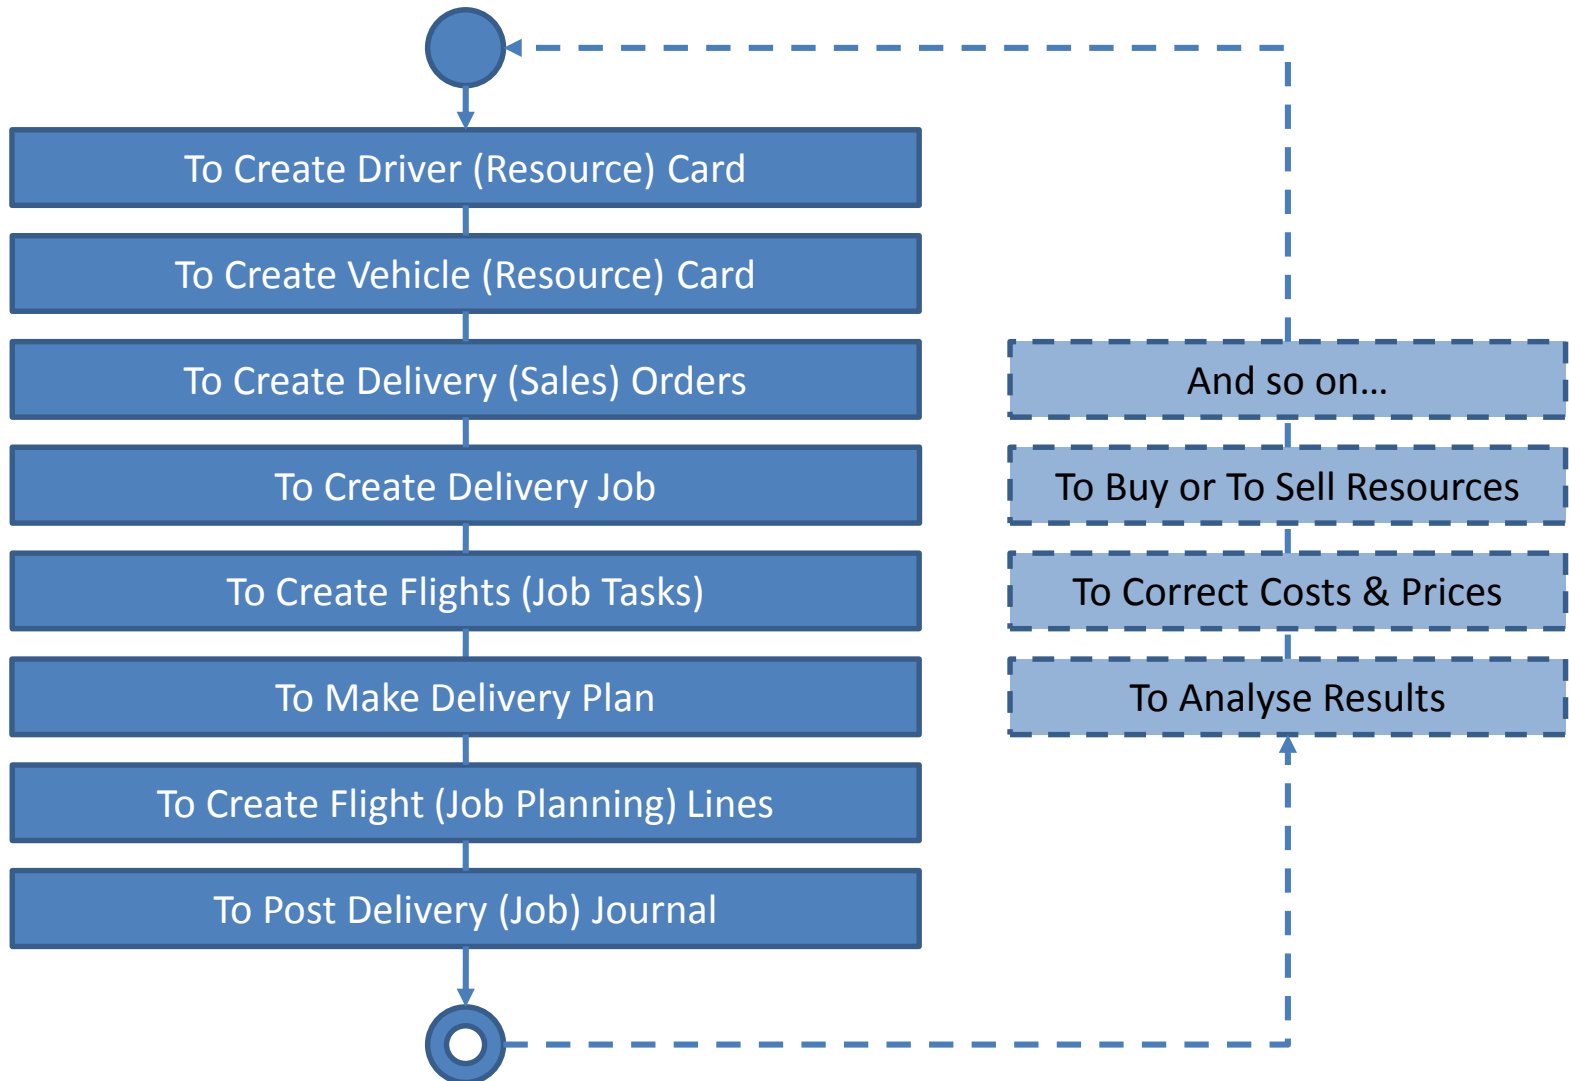 To Create Driver (Resource) Card
To Create Vehicle (Resource) Card
To Create Delivery (Sales) Orders
To Create Delivery Job
To Create Flights (Job Tasks)
To Make Delivery Plan
To Create Flight (Job Planning) Lines
To Post Delivery (Job) Journal
And so on…
To Buy or To Sell Resources
To Correct Costs & Prices
To Analyse Results